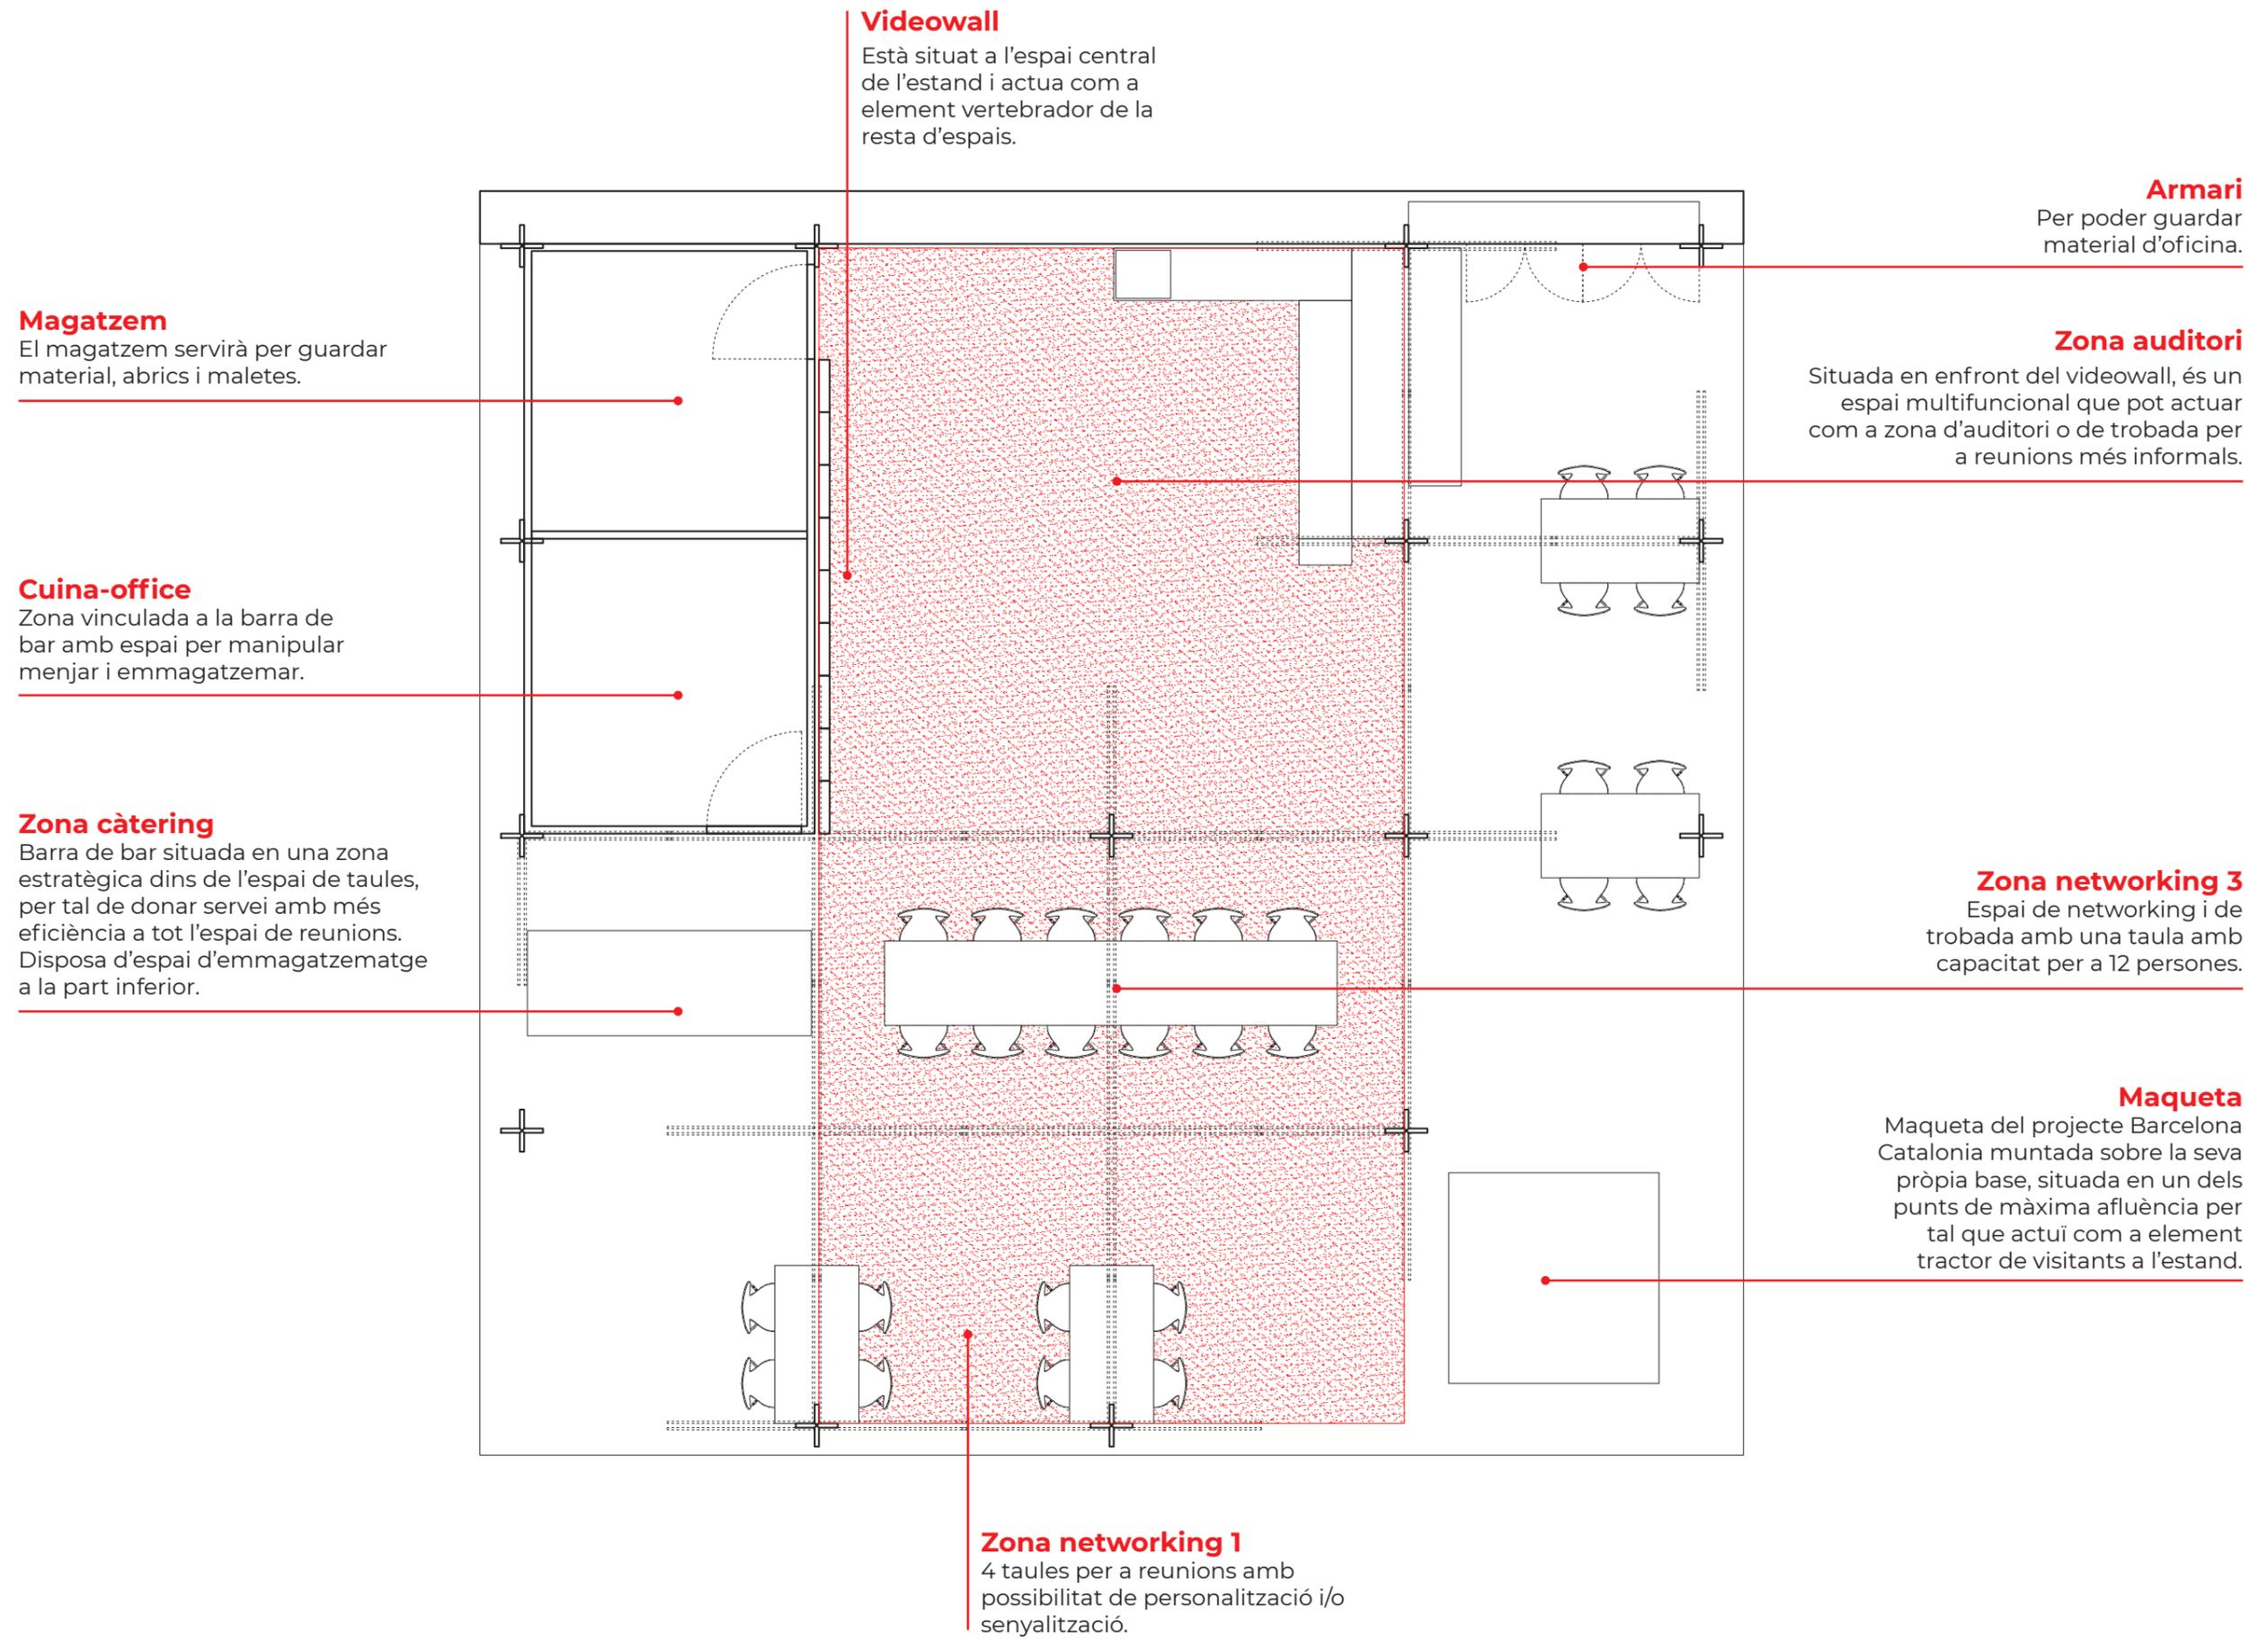 Videowall
Està situat a l’espai central
de l’estand i actua com a
element vertebrador de la
resta d’espais.
Armari
Per poder guardar
material d’oficina.
Magatzem
El magatzem servirà per guardar
material, abrics i maletes.
Zona auditori
Situada en enfront del videowall, és un
espai multifuncional que pot actuar
com a zona d’auditori o de trobada per
a reunions més informals.
Cuina-office
Zona vinculada a la barra de
bar amb espai per manipular
menjar i emmagatzemar.
Zona càtering
Barra de bar situada en una zona
estratègica dins de l’espai de taules,
per tal de donar servei amb més
eficiència a tot l’espai de reunions.
Disposa d’espai d’emmagatzematge
a la part inferior.
Zona networking 3
Espai de networking i de
trobada amb una taula amb
capacitat per a 12 persones.
Maqueta
Maqueta del projecte Barcelona
Catalonia muntada sobre la seva
pròpia base, situada en un dels
punts de màxima afluència per
tal que actuï com a element
tractor de visitants a l’estand.
Zona networking 1
4 taules per a reunions amb
possibilitat de personalització i/o
senyalització.